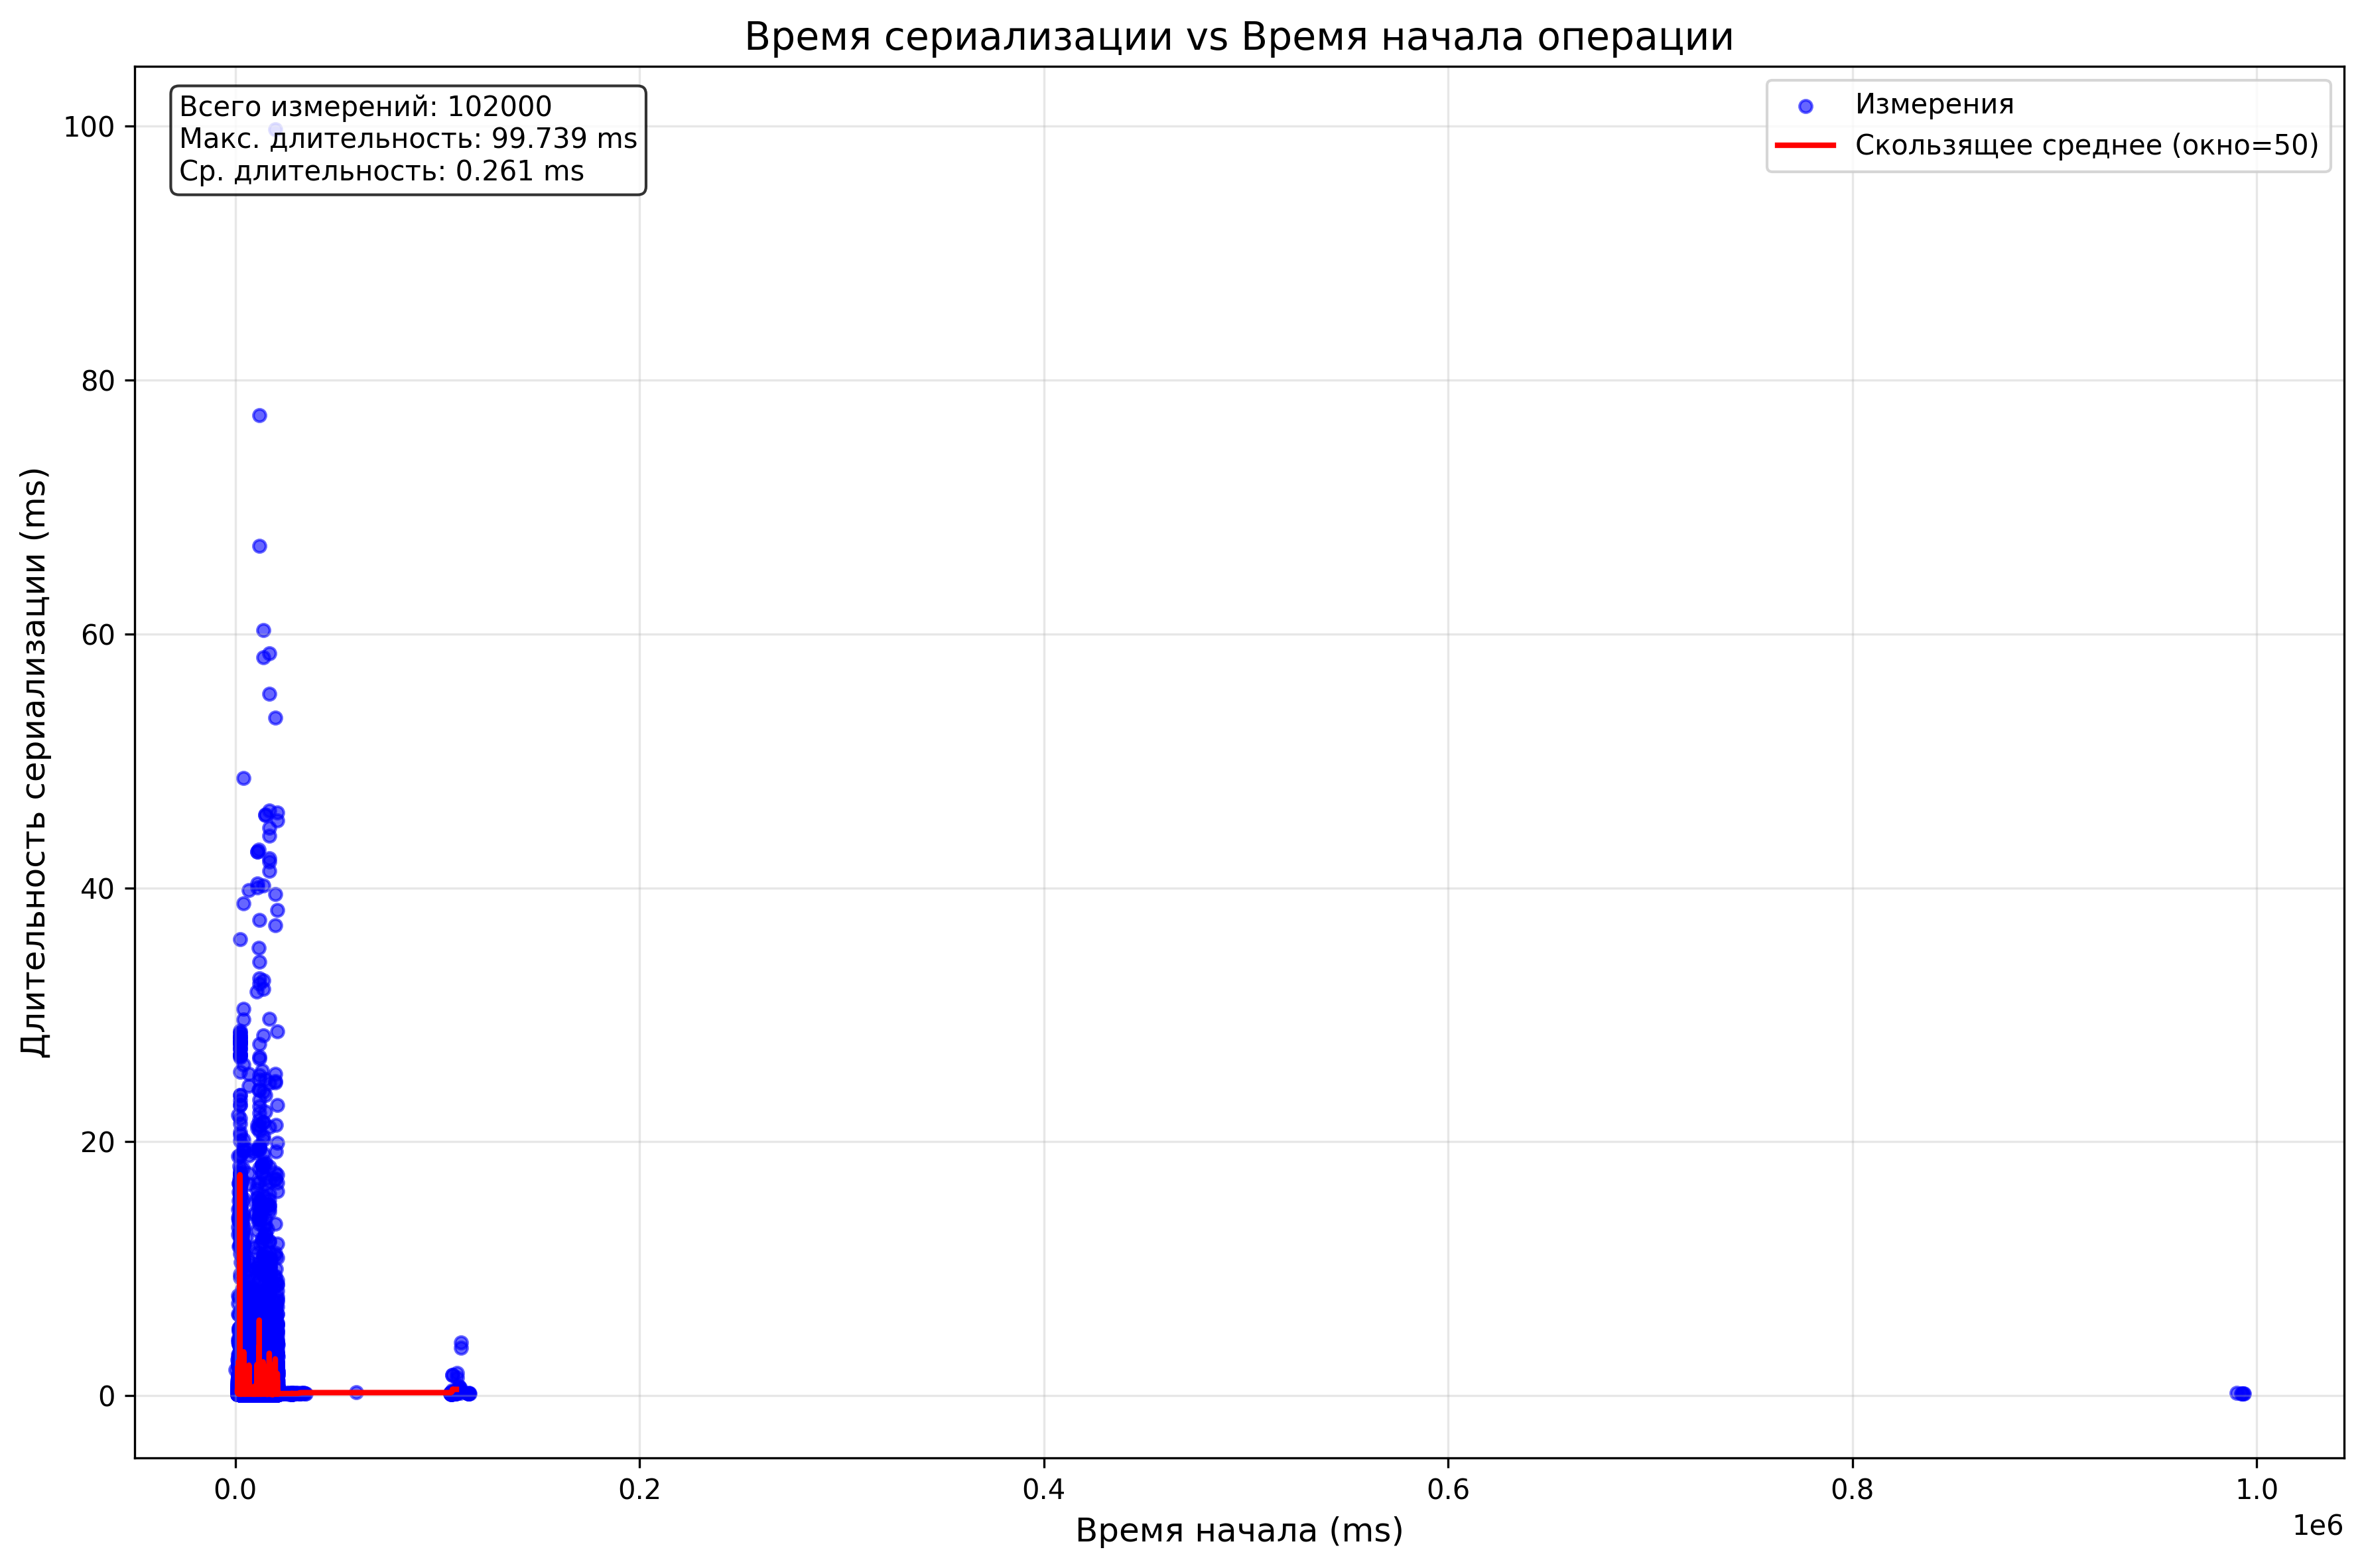 Время сериализации vs Время начала операции
Всего измерений: 102000
Макс. длительность: 99.739 ms
Ср. длительность: 0.261 ms
Измерения
Скользящее среднее (окно=50)
Длительность сериализации (ms)
100
80
60
40
20
0
0.0
0.2
0.4
0.6
0.8
1.0
1e6
Время начала (ms)